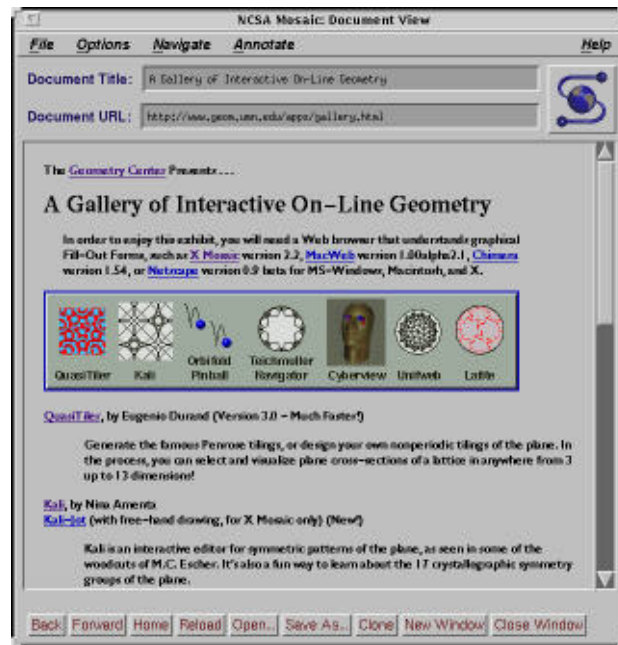 NCSA Mosaic: Document View
File Options Navigate Annotate Help
Document Title: A Gallery of Interactive On-Line Geometry
Document URL: http://www.geom.umn.edu/apps/gallery.html
The Geometry Center Presents...
A Gallery of Interactive On-Line Geometry
In order to enjoy this exhibit, you will need a Web browser that understands graphical
Fill-Out Forms, such as X Mosaic version 2.2, MacWeb version 1.00alpha2.1, Chimera
version 1.54, or Netscape version 0.9 beta for MS-Windows, Macintosh, and X.
QuasiTiler Kali Orbifold Pinball Teichmuller Navigator Cyberview Unifweb Lafite
QuasiTiler, by Eugenio Durand (Version 3.0 - Much Faster!)
Generate the famous Penrose tilings, or design your own nonperiodic tilings of the plane. In
the process, you can select and visualize plane cross-sections of a lattice in anywhere from 3
up to 13 dimensions!
Kali, by Nina Amenta
Kali-Jot (with free-hand drawing, for X Mosaic only) (New!)
Kali is an interactive editor for symmetric patterns of the plane, as seen in some of the
woodcuts of M.C. Escher. It's also a fun way to learn about the 17 crystallographic symmetry
groups of the plane.
Back Forward Home Reload Open... Save As... Clone New Window Close Window